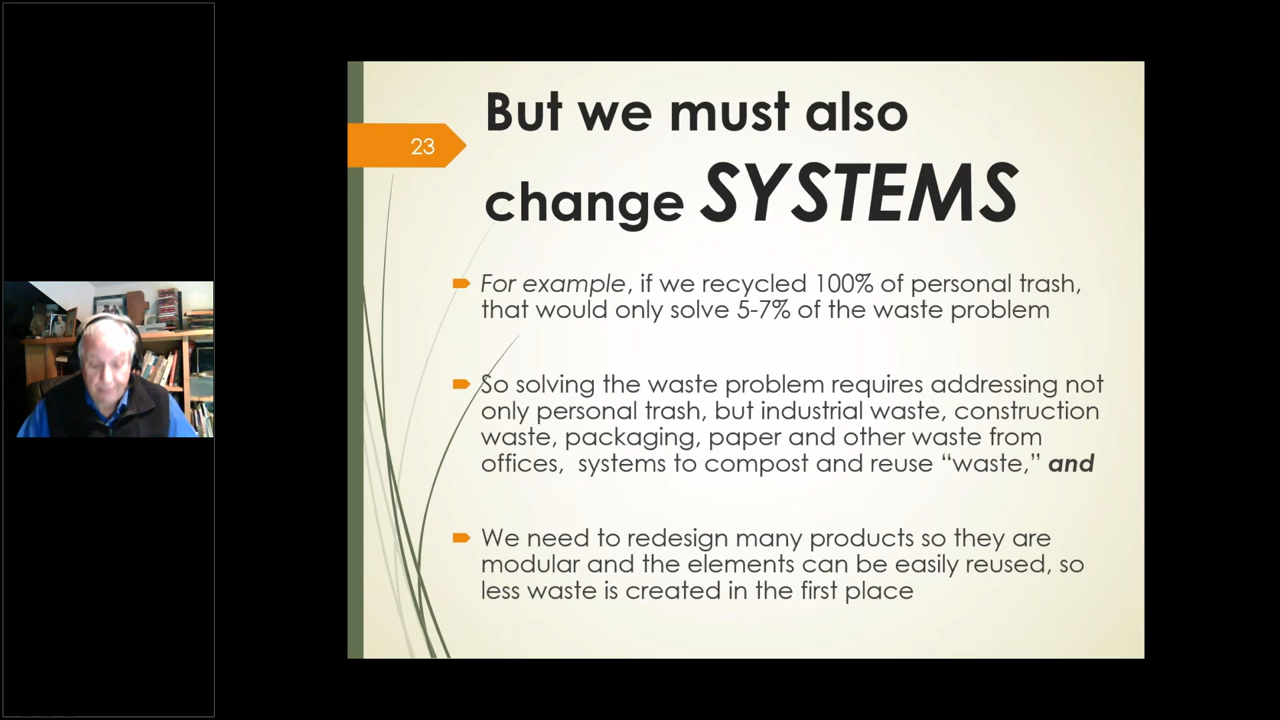 But we must also
23
change SYSTEMS
For example, if we recycled 100% of personal trash,
that would only solve 5-7% of the waste problem
So solving the waste problem requires addressing not
only personal trash, but industrial waste, construction
waste, packaging, paper and other waste from
offices,  systems to compost and reuse “waste,” and
We need to redesign many products so they are
modular and the elements can be easily reused, so
less waste is created in the first place